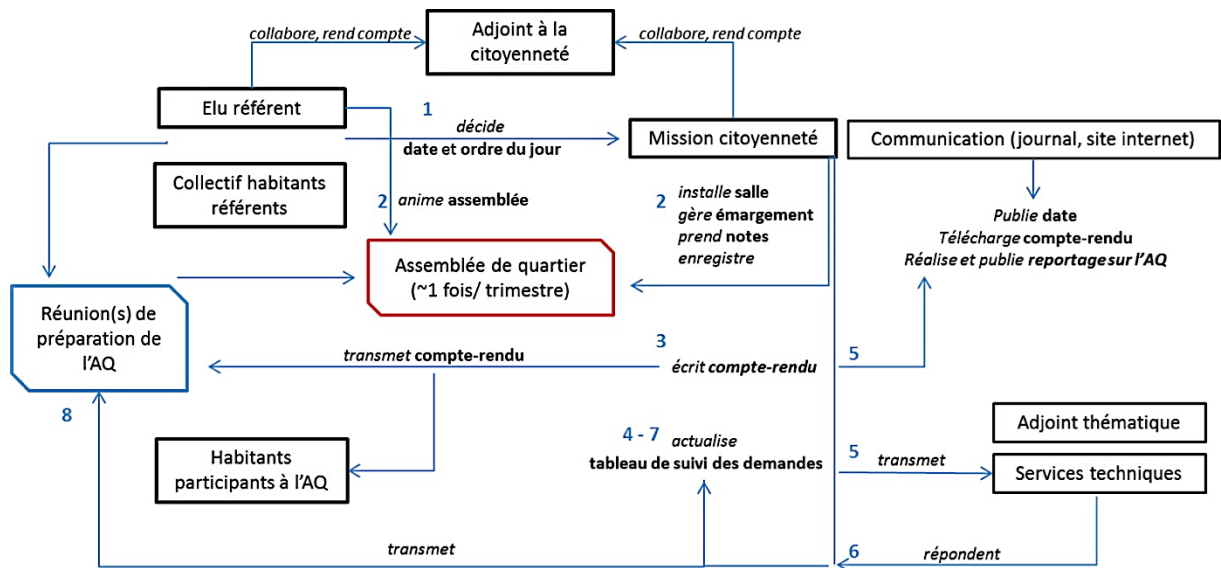 collabore, rend compte
Adjoint à la
citoyenneté
collabore, rend compte
Elu référent
1
décide
date et ordre du jour
Mission citoyenneté
Communication (journal, site internet)
Collectif habitants
référents
2 anime assemblée
2 installe salle
gère émargement
prend notes
enregistre
Publie date
Télécharge compte-rendu
Réalise et publie reportage sur l'AQ
Assemblée de quartier
(~1 fois/ trimestre)
Réunion(s) de
préparation de
l'AQ
transmet compte-rendu
3
écrit compte-rendu
5
8
Habitants
participants à l'AQ
4 - 7 actualise
tableau de suivi des demandes
5 transmet
Adjoint thématique
Services techniques
transmet
6 répondent